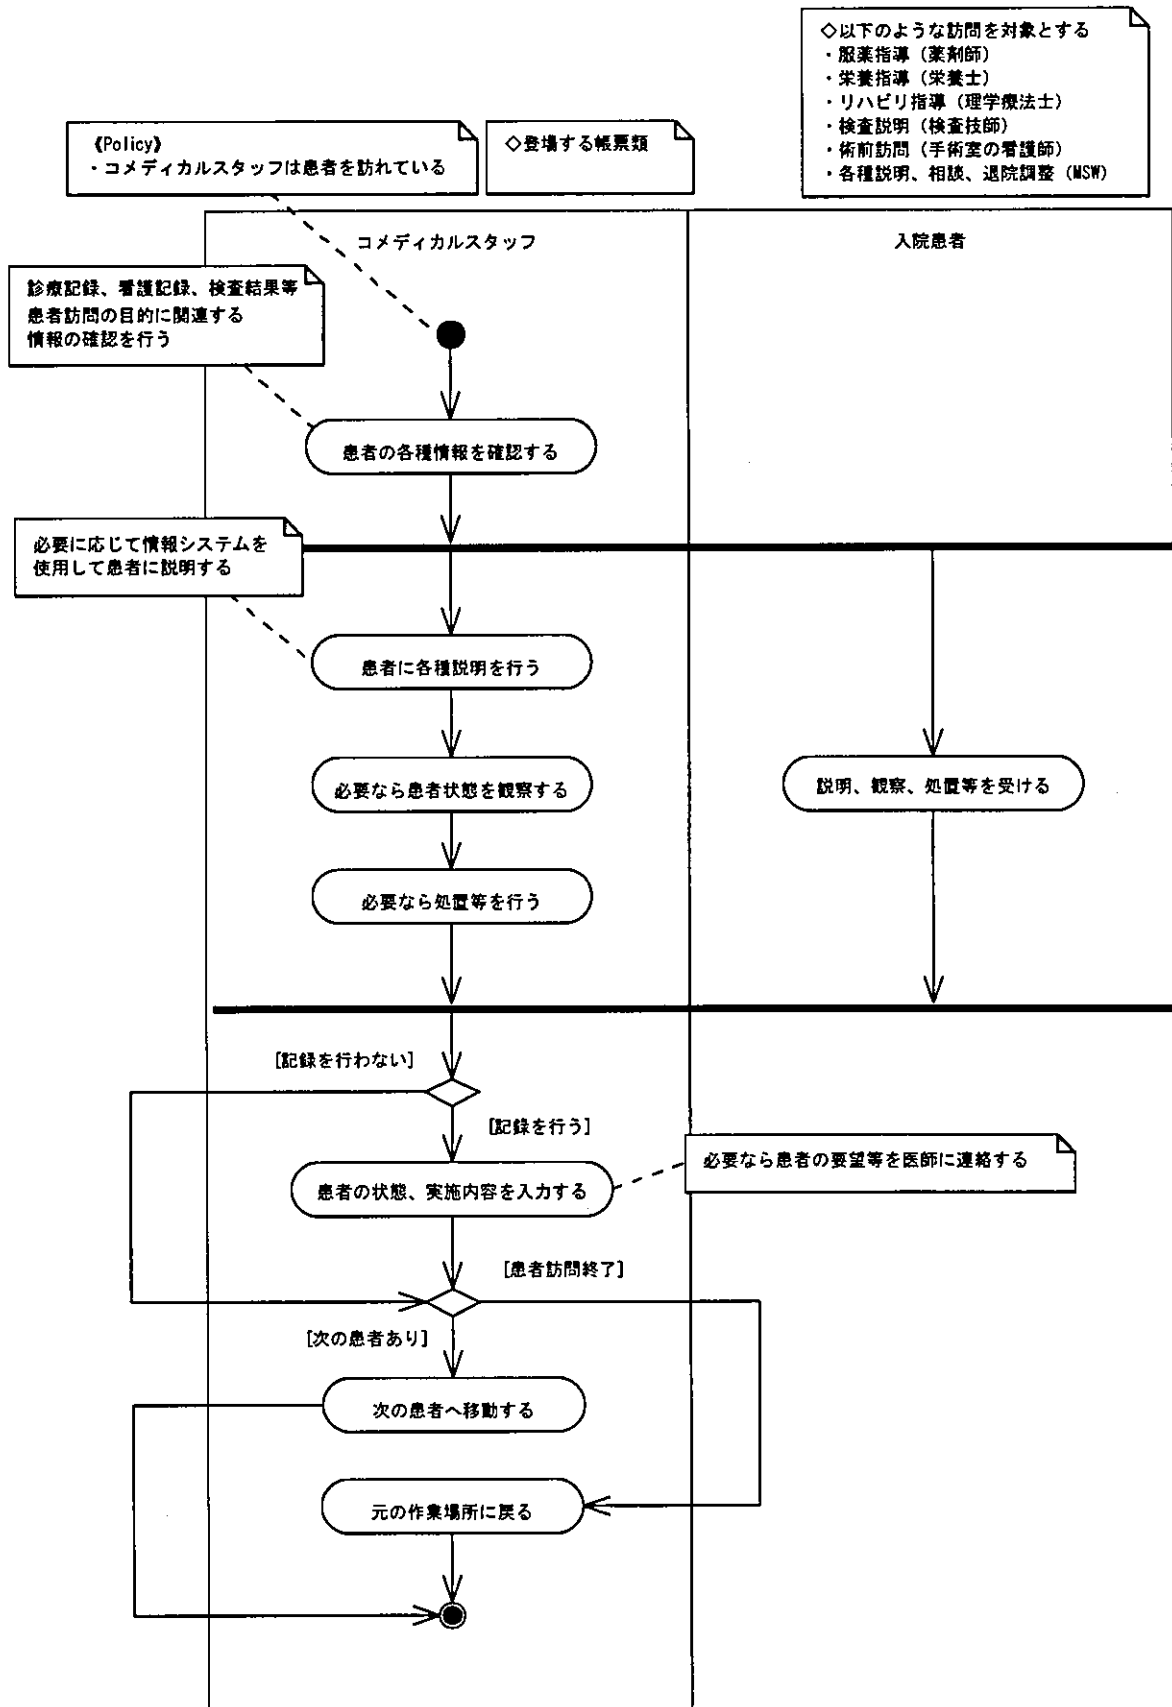 ◇以下のような訪問を対象とする
・服薬指導（薬剤師）
・栄養指導（栄養士）
・リハビリ指導（理学療法士）
・検査説明（検査技師）
・術前訪問（手術室の看護師）
・各種説明、相談、退院調整（MSW）
《Policy》
・コメディカルスタッフは患者を訪れている
◇登場する帳票類
コメディカルスタッフ
入院患者
診療記録、看護記録、検査結果等
患者訪問の目的に関連する
情報の確認を行う
患者の各種情報を確認する
必要に応じて情報システムを
使用して患者に説明する
患者に各種説明を行う
必要なら患者状態を観察する
説明、観察、処置等を受ける
必要なら処置等を行う
[記録を行わない]
[記録を行う]
必要なら患者の要望等を医師に連絡する
患者の状態、実施内容を入力する
[患者訪問終了]
[次の患者あり]
次の患者へ移動する
元の作業場所に戻る